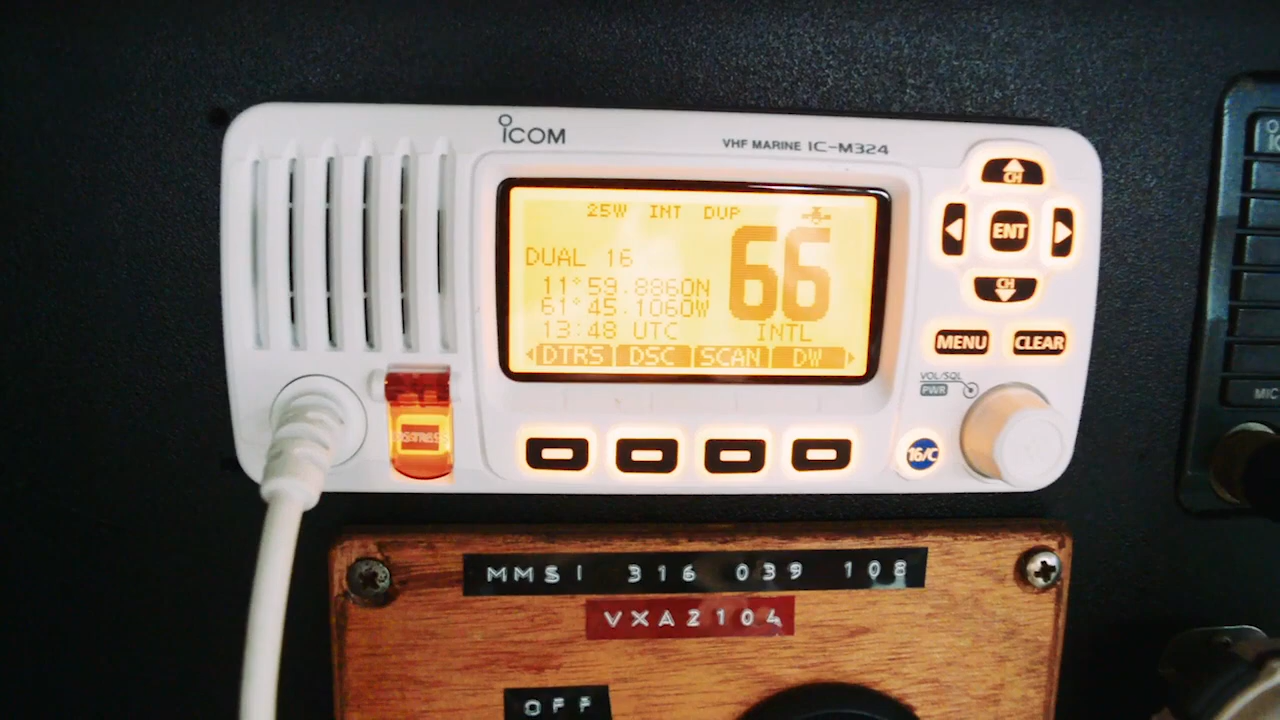 ICOM
VHF MARINE IC-M324
25W INT DUP
66
DUAL 16
11°59.8860N
61°45.1060W
13:48 UTC INTL
DTRS DSC SCAN DW
CH
ENT
CH
MENU CLEAR
VOL/SQL
PWR
16/C
DISTRESS
MIC
MMSI 316 039 108
VXA2104
OFF